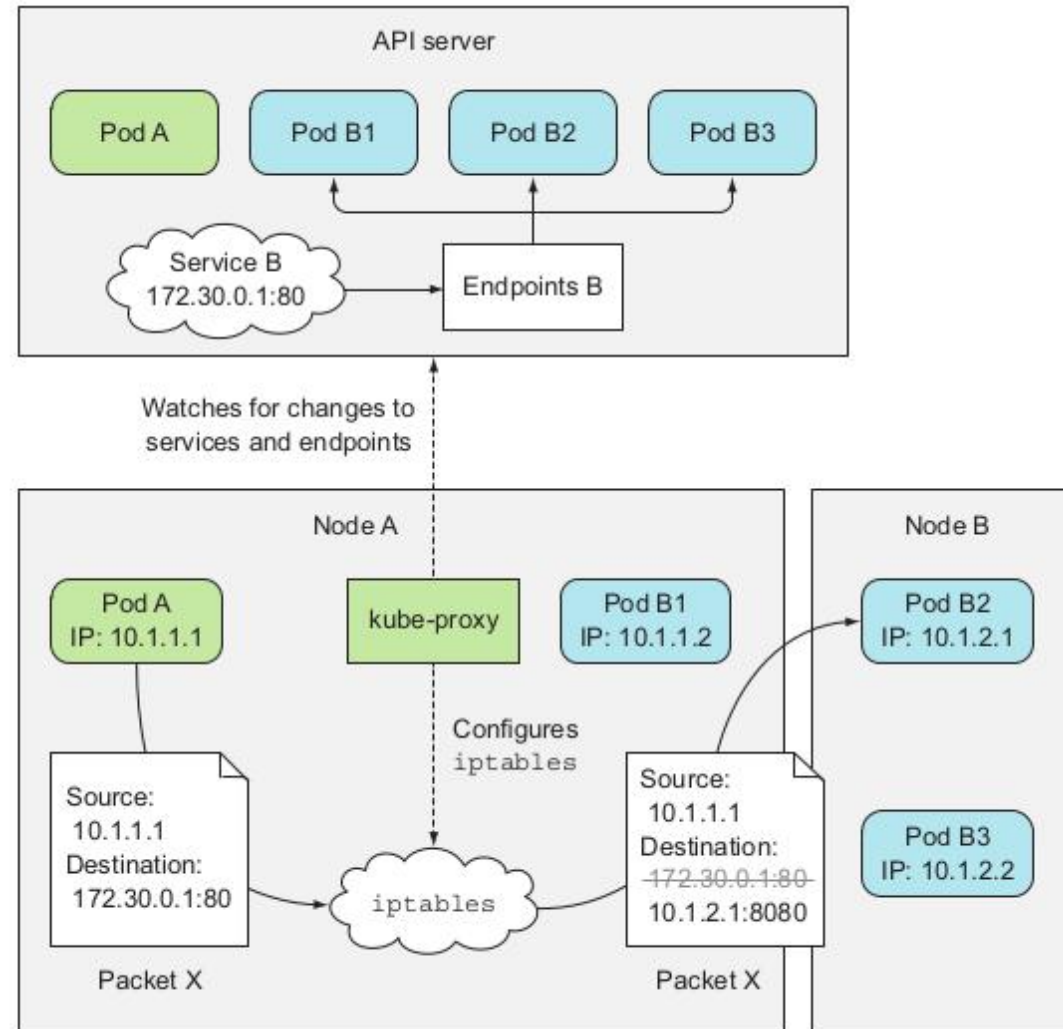 API server
Pod A
Pod B1
Pod B2
Pod B3
Service B
172.30.0.1:80
Endpoints B
Watches for changes to
services and endpoints
Node A
Node B
Pod A
IP: 10.1.1.1
kube-proxy
Pod B1
IP: 10.1.1.2
Pod B2
IP: 10.1.2.1
Configures
iptables
Source:
10.1.1.1
Destination:
172.30.0.1:80
Packet X
iptables
Source:
10.1.1.1
Destination:
172.30.0.1:80
10.1.2.1:8080
Packet X
Pod B3
IP: 10.1.2.2